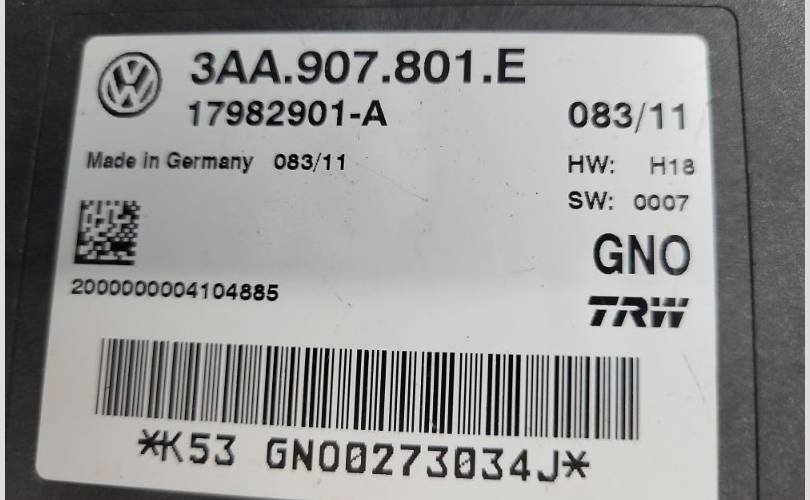 3AA.907.801.E
17982901-A
083/11
Made in Germany 083/11
HW: H18
SW: 0007
GNO
2000000004104885
TRW
*K53 GNO0273034J*